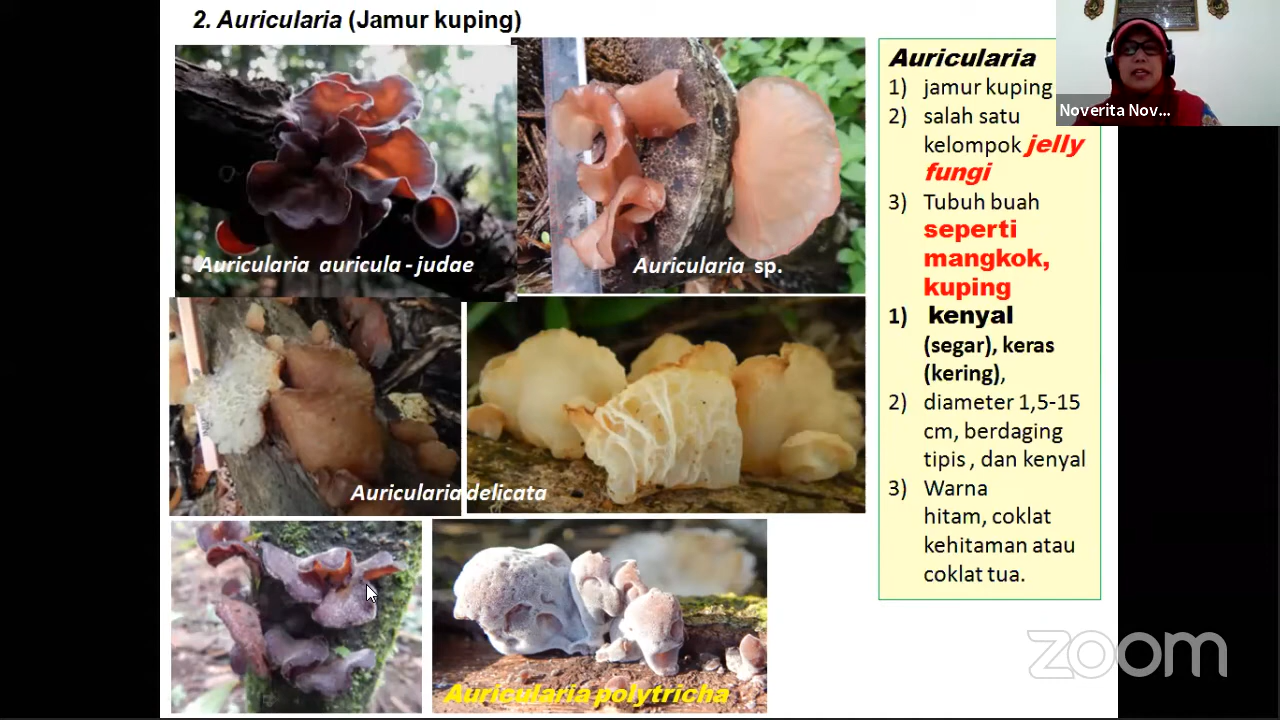 2. Auricularia (Jamur kuping)
Auricularia auricula - judae
Auricularia sp.
Auricularia delicata
Auricularia polytricha
Auricularia
1) jamur kuping
2) salah satu
kelompok jelly
fungi
3) Tubuh buah
seperti
mangkok,
kuping
1) kenyal
(segar), keras
(kering),
2) diameter 1,5-15
cm, berdaging
tipis , dan kenyal
3) Warna
hitam, coklat
kehitaman atau
coklat tua.
Noverita Nov...
zoom